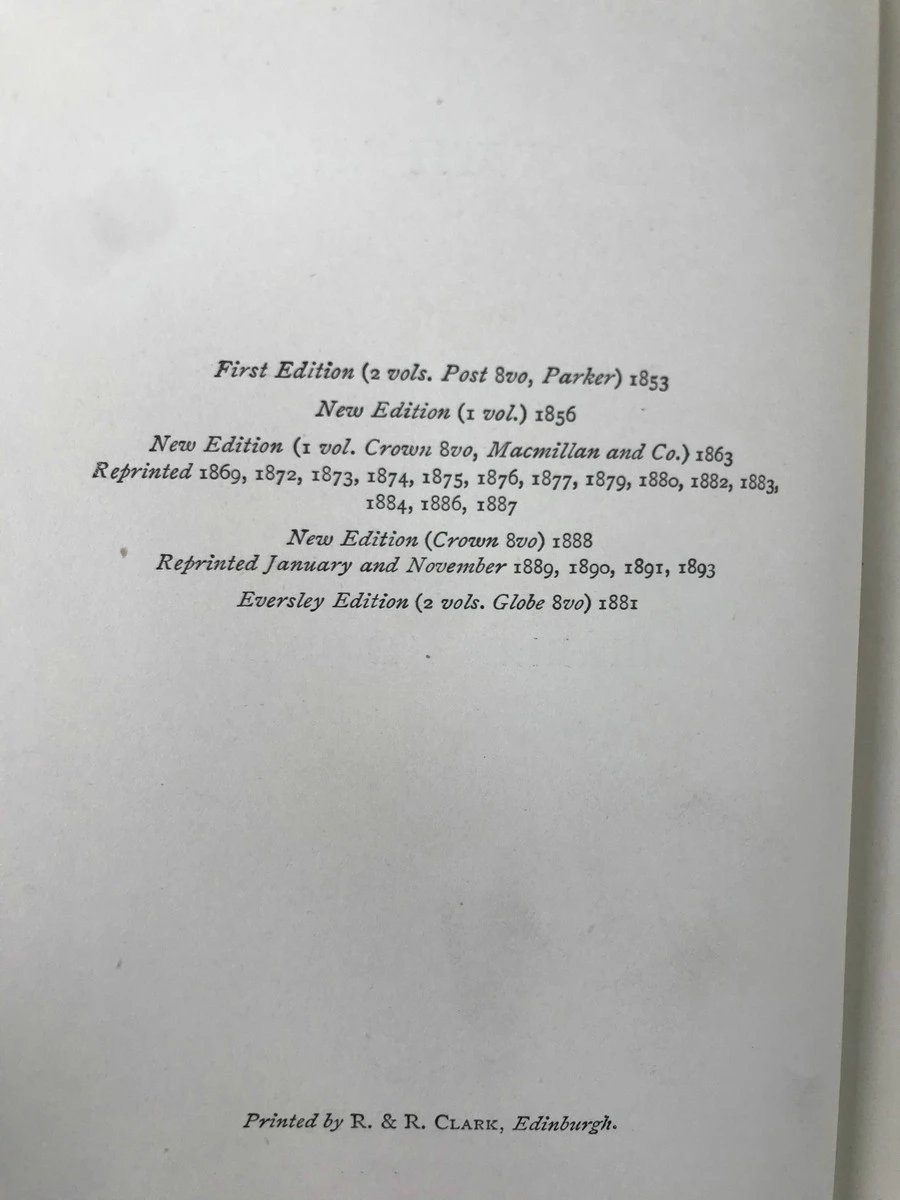 First Edition (2 vols. Post 8vo, Parker) 1853
New Edition (1 vol.) 1856
New Edition (1 vol. Crown 8vo, Macmillan and Co.) 1863
Reprinted 1869, 1872, 1873, 1874, 1875, 1876, 1877, 1879, 1880, 1882, 1883,
1884, 1886, 1887
New Edition (Crown 8vo) 1888
Reprinted January and November 1889, 1890, 1891, 1893
Eversley Edition (2 vols. Globe 8vo) 1881
Printed by R. & R. CLARK, Edinburgh.